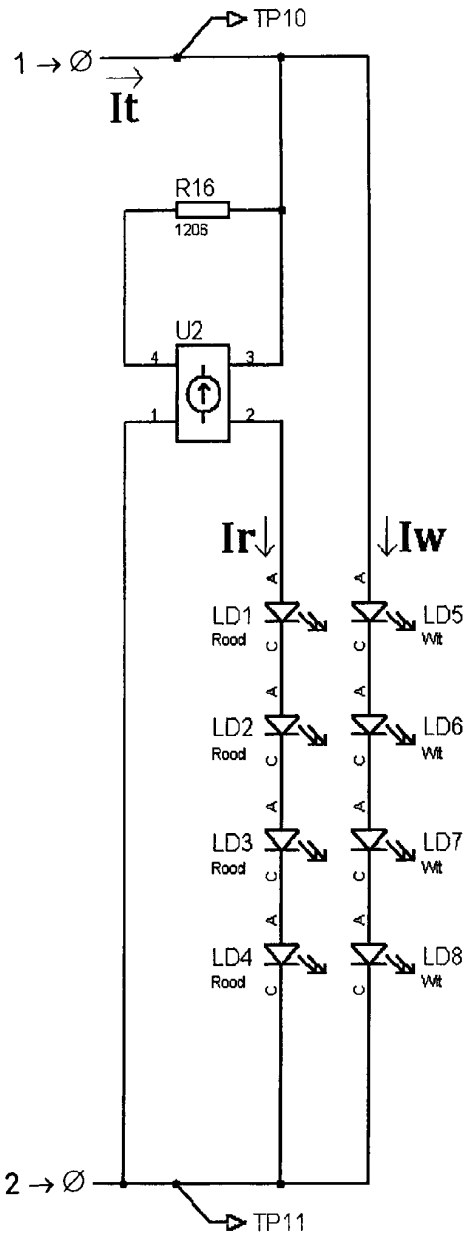 TP10
1 → Ø
It
R16
1206
U2
4 3
1 2
Ir Iw
A A
LD1 LD5
Rood Wit
C C
A A
LD2 LD6
Rood Wit
C C
A A
LD3 LD7
Rood Wit
C C
A A
LD4 LD8
Rood Wit
C C
2 → Ø
TP11